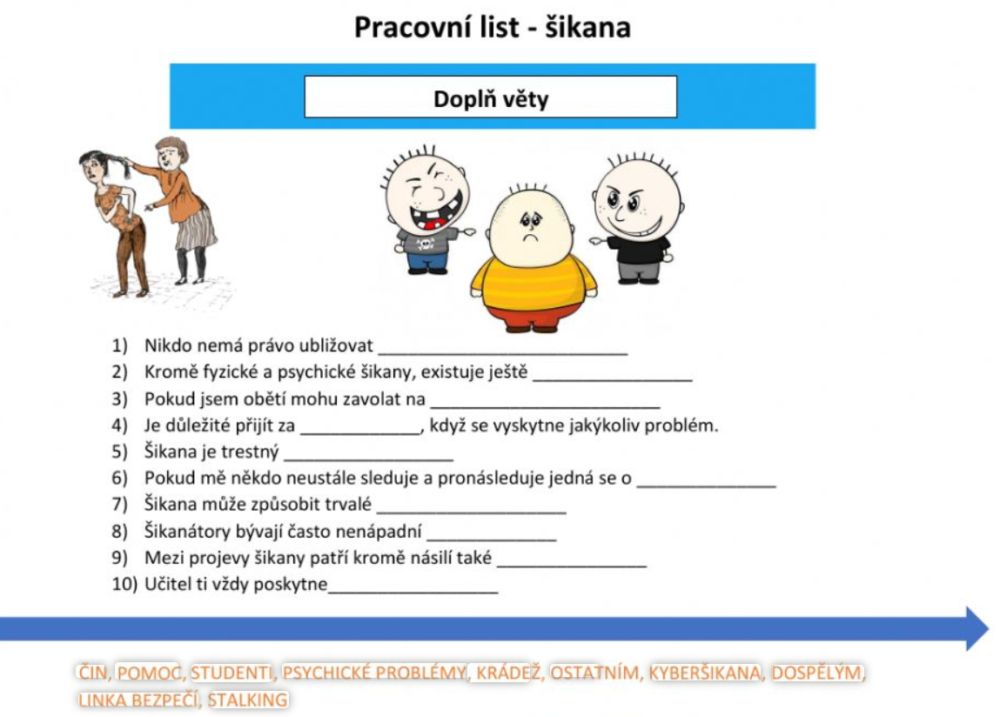 Pracovní list - šikana
Doplň věty
1) Nikdo nemá právo ubližovat _________________________
2) Kromě fyzické a psychické šikany, existuje ještě ________________
3) Pokud jsem obětí mohu zavolat na _______________________
4) Je důležité přijít za ____________, když se vyskytne jakýkoliv problém.
5) Šikana je trestný _________________
6) Pokud mě někdo neustále sleduje a pronásleduje jedná se o ______________
7) Šikana může způsobit trvalé ___________________
8) Šikanátory bývají často nenápadní _____________
9) Mezi projevy šikany patří kromě násilí také _______________
10) Učitel ti vždy poskytne_________________
ČIN, POMOC, STUDENTI, PSYCHICKÉ PROBLÉMY, KRÁDEŽ, OSTATNÍM, KYBERŠIKANA, DOSPĚLÝM,
LINKA BEZPEČÍ, STALKING